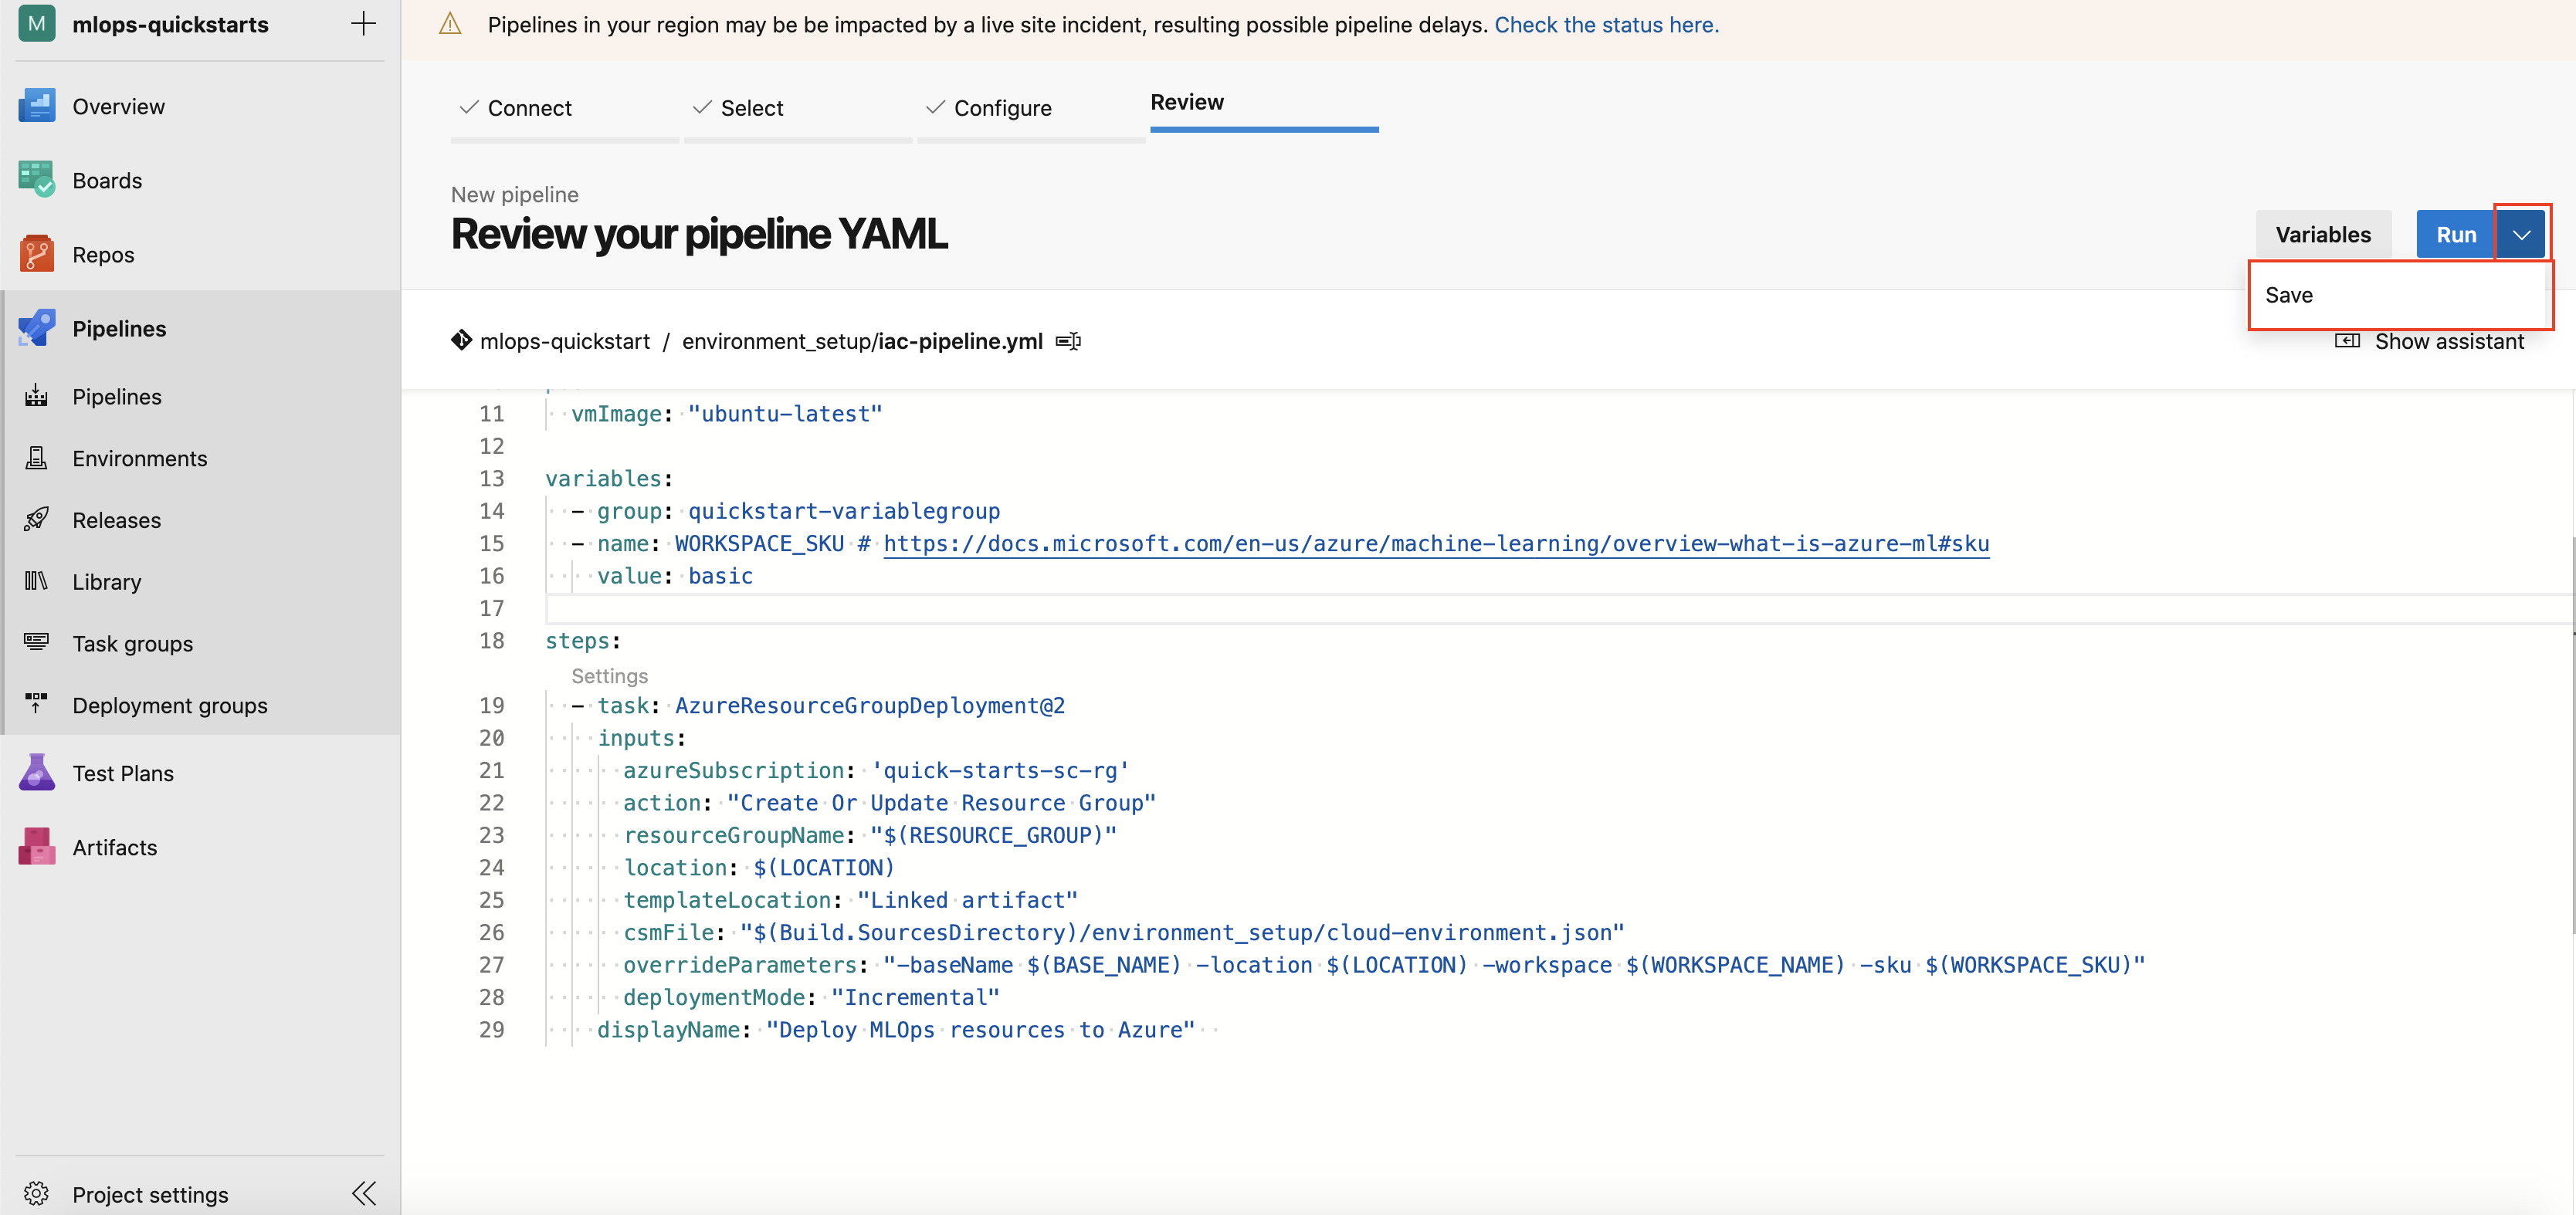 M mlops-quickstarts
Overview
Boards
Repos
Pipelines
Pipelines
Environments
Releases
Library
Task groups
Deployment groups
Test Plans
Artifacts
Project settings
Pipelines in your region may be be impacted by a live site incident, resulting possible pipeline delays. Check the status here.
Connect
Select
Configure
Review
New pipeline
Review your pipeline YAML
Variables
Run
Save
mlops-quickstart / environment_setup/iac-pipeline.yml
Show assistant
11 vmImage: "ubuntu-latest"
12
13 variables:
14 - group: quickstart-variablegroup
15 - name: WORKSPACE_SKU # https://docs.microsoft.com/en-us/azure/machine-learning/overview-what-is-azure-ml#sku
16 value: basic
17
18 steps:
Settings
19 - task: AzureResourceGroupDeployment@2
20 inputs:
21 azureSubscription: 'quick-starts-sc-rg'
22 action: "Create Or Update Resource Group"
23 resourceGroupName: "$(RESOURCE_GROUP)"
24 location: $(LOCATION)
25 templateLocation: "Linked artifact"
26 csmFile: "$(Build.SourcesDirectory)/environment_setup/cloud-environment.json"
27 overrideParameters: "-baseName $(BASE_NAME) -location $(LOCATION) -workspace $(WORKSPACE_NAME) -sku $(WORKSPACE_SKU)"
28 deploymentMode: "Incremental"
29 displayName: "Deploy MLOps resources to Azure"